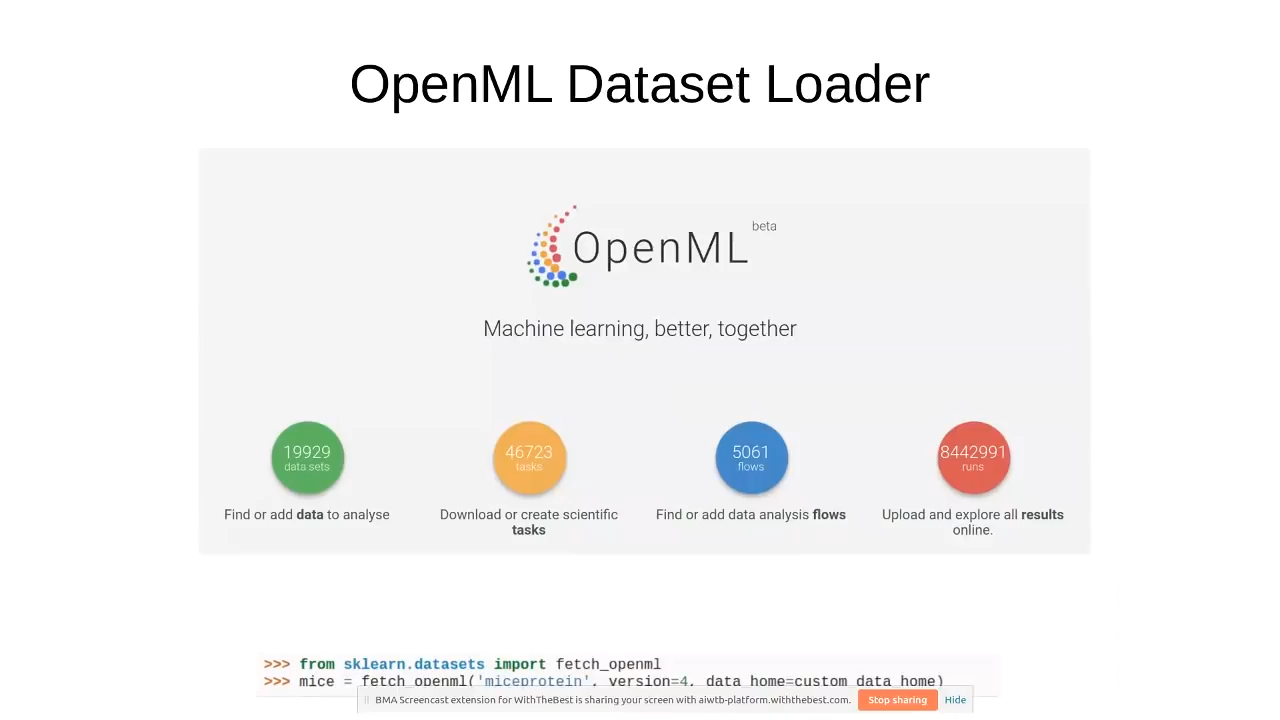 OpenML Dataset Loader
OpenML beta
Machine learning, better, together
19929
data sets
Find or add data to analyse
46723
tasks
Download or create scientific
tasks
5061
flows
Find or add data analysis flows
8442991
runs
Upload and explore all results
online.
>>> from sklearn.datasets import fetch_openml
>>> mice = fetch_openml('miceprotein', version=4, data_home=custom_data_home)
BMA Screencast extension for WithTheBest is sharing your screen with aiwtb-platform.withthebest.com.
Stop sharing
Hide